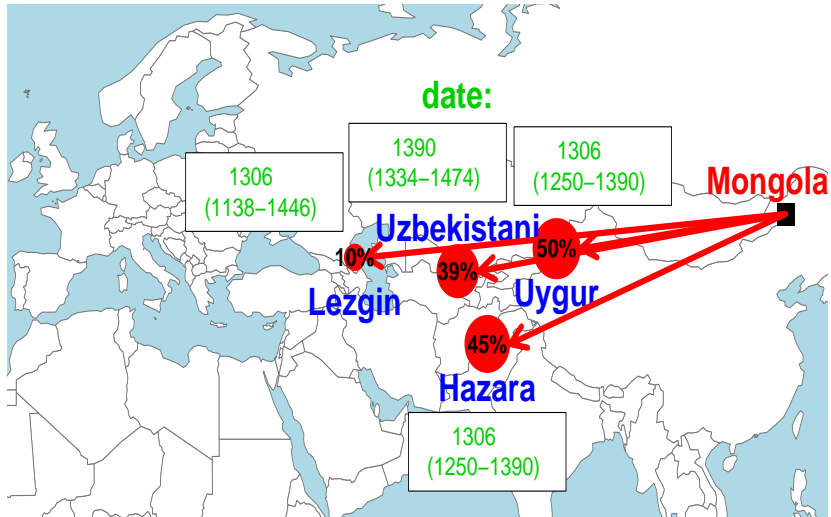 date:
1306
(1138–1446)
1390
(1334–1474)
1306
(1250–1390)
Mongola
Uzbekistani
10%
39%
50%
Lezgin
Uygur
45%
Hazara
1306
(1250–1390)